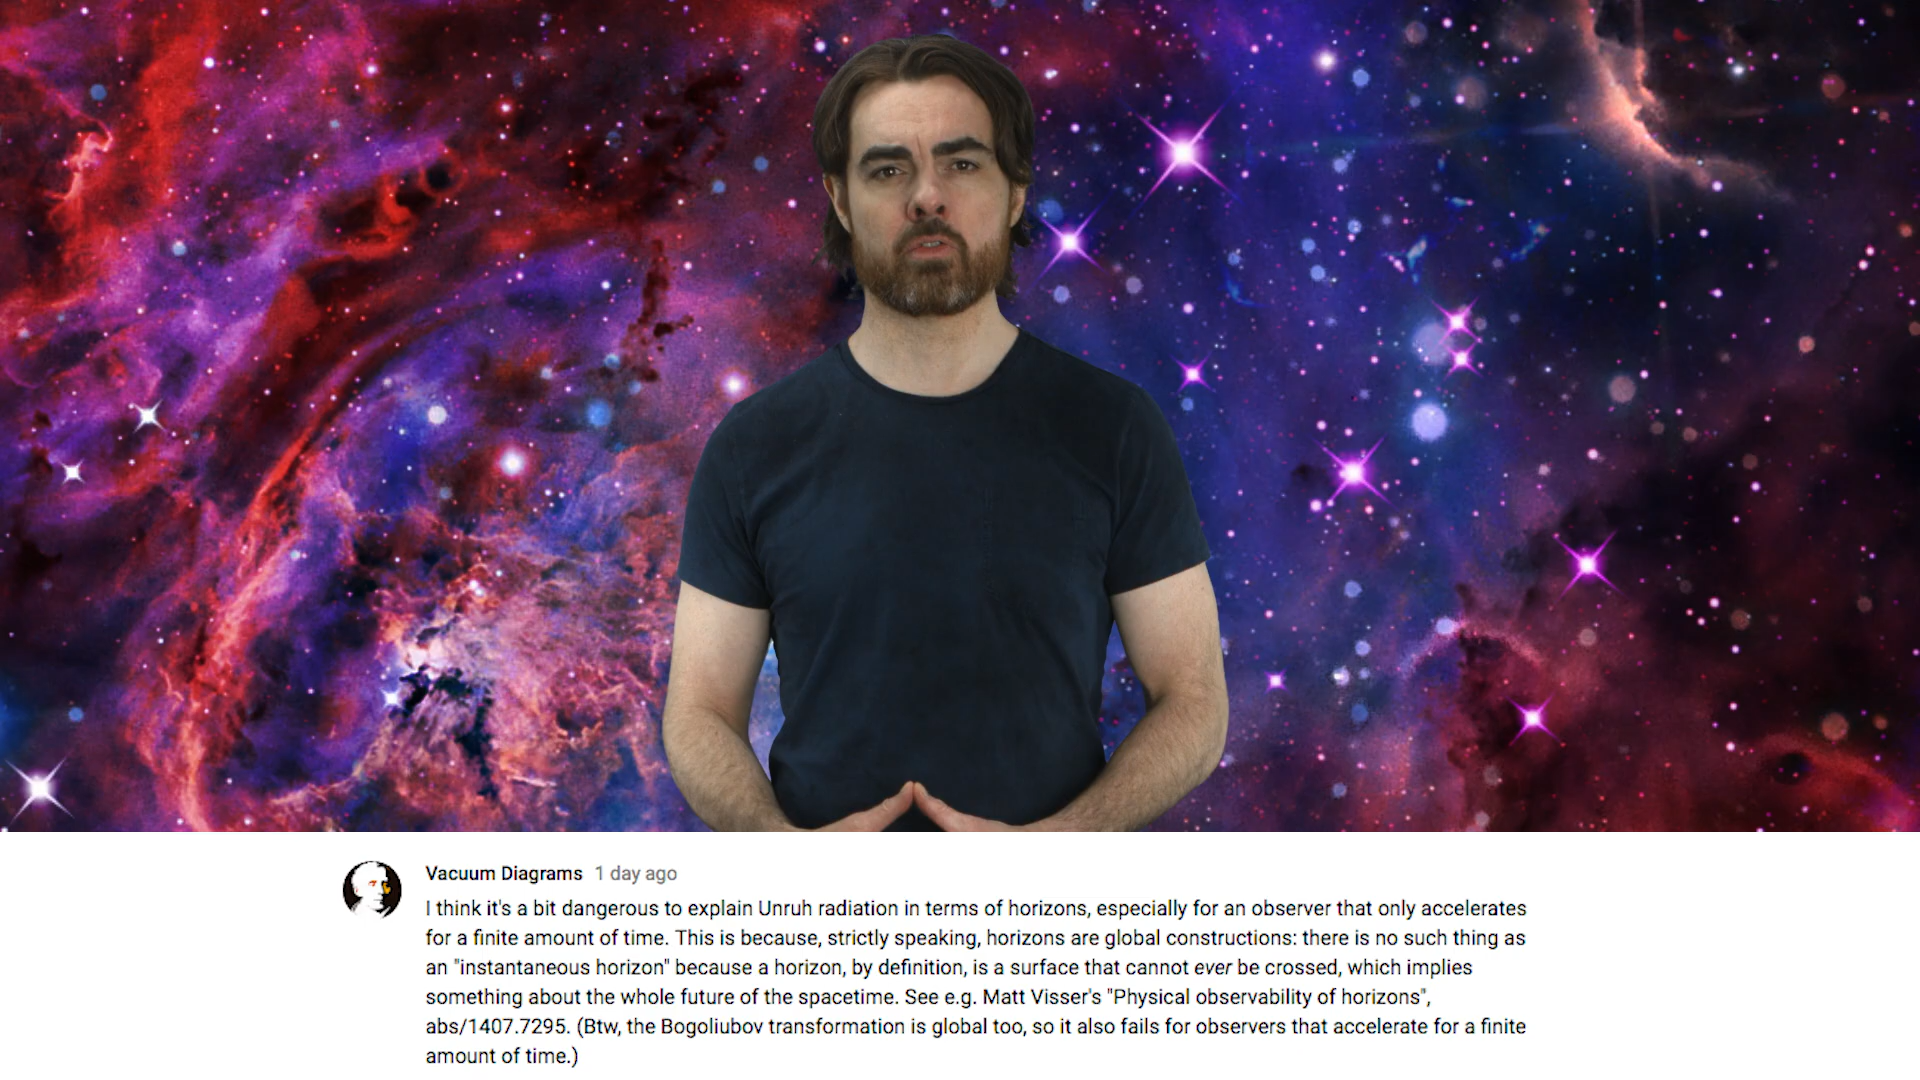 Vacuum Diagrams 1 day ago
I think it's a bit dangerous to explain Unruh radiation in terms of horizons, especially for an observer that only accelerates
for a finite amount of time. This is because, strictly speaking, horizons are global constructions: there is no such thing as
an "instantaneous horizon" because a horizon, by definition, is a surface that cannot ever be crossed, which implies
something about the whole future of the spacetime. See e.g. Matt Visser's "Physical observability of horizons",
abs/1407.7295. (Btw, the Bogoliubov transformation is global too, so it also fails for observers that accelerate for a finite
amount of time.)